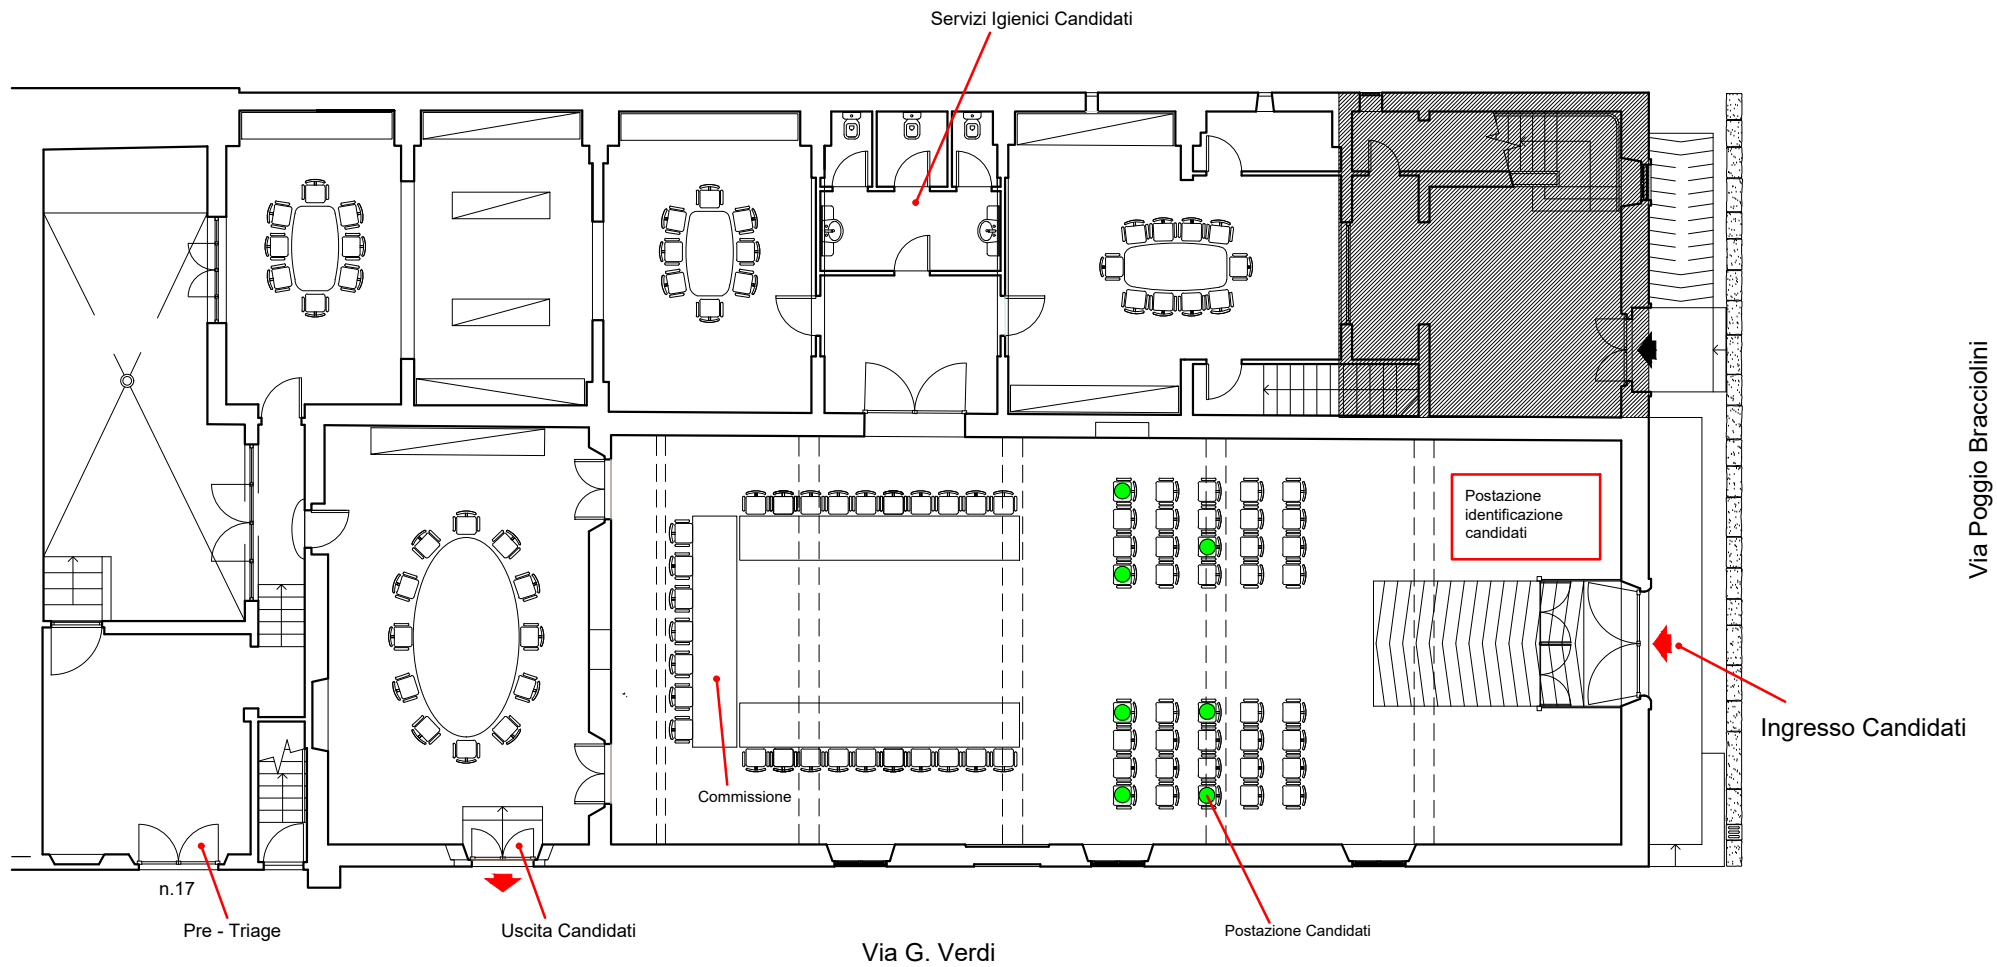 Servizi Igienici Candidati
Via Poggio Bracciolini
Postazione
identificazione
candidati
Ingresso Candidati
Commissione
n.17
Pre - Triage
Uscita Candidati
Postazione Candidati
Via G. Verdi